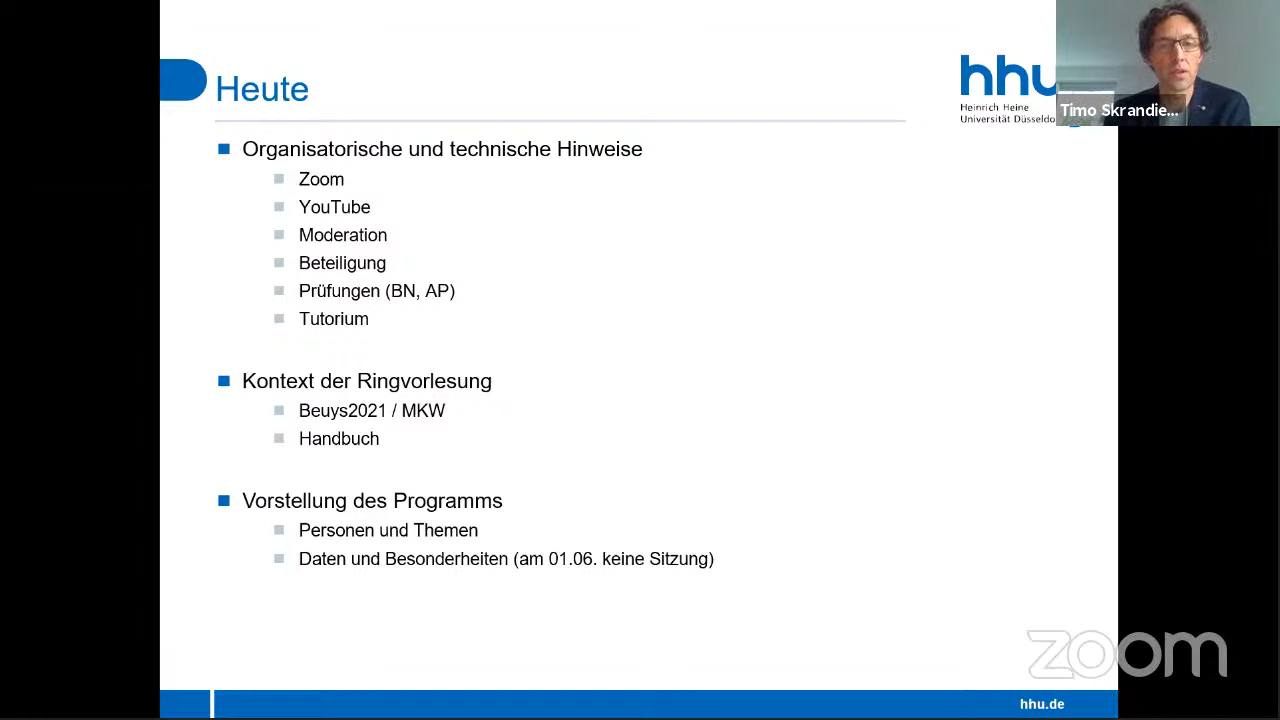 Heute
hhu
Heinrich Heine
Universität Düsseldo
Timo Skrandie...
Organisatorische und technische Hinweise
Zoom
YouTube
Moderation
Beteiligung
Prüfungen (BN, AP)
Tutorium
Kontext der Ringvorlesung
Beuys2021 / MKW
Handbuch
Vorstellung des Programms
Personen und Themen
Daten und Besonderheiten (am 01.06. keine Sitzung)
zoom
hhu.de